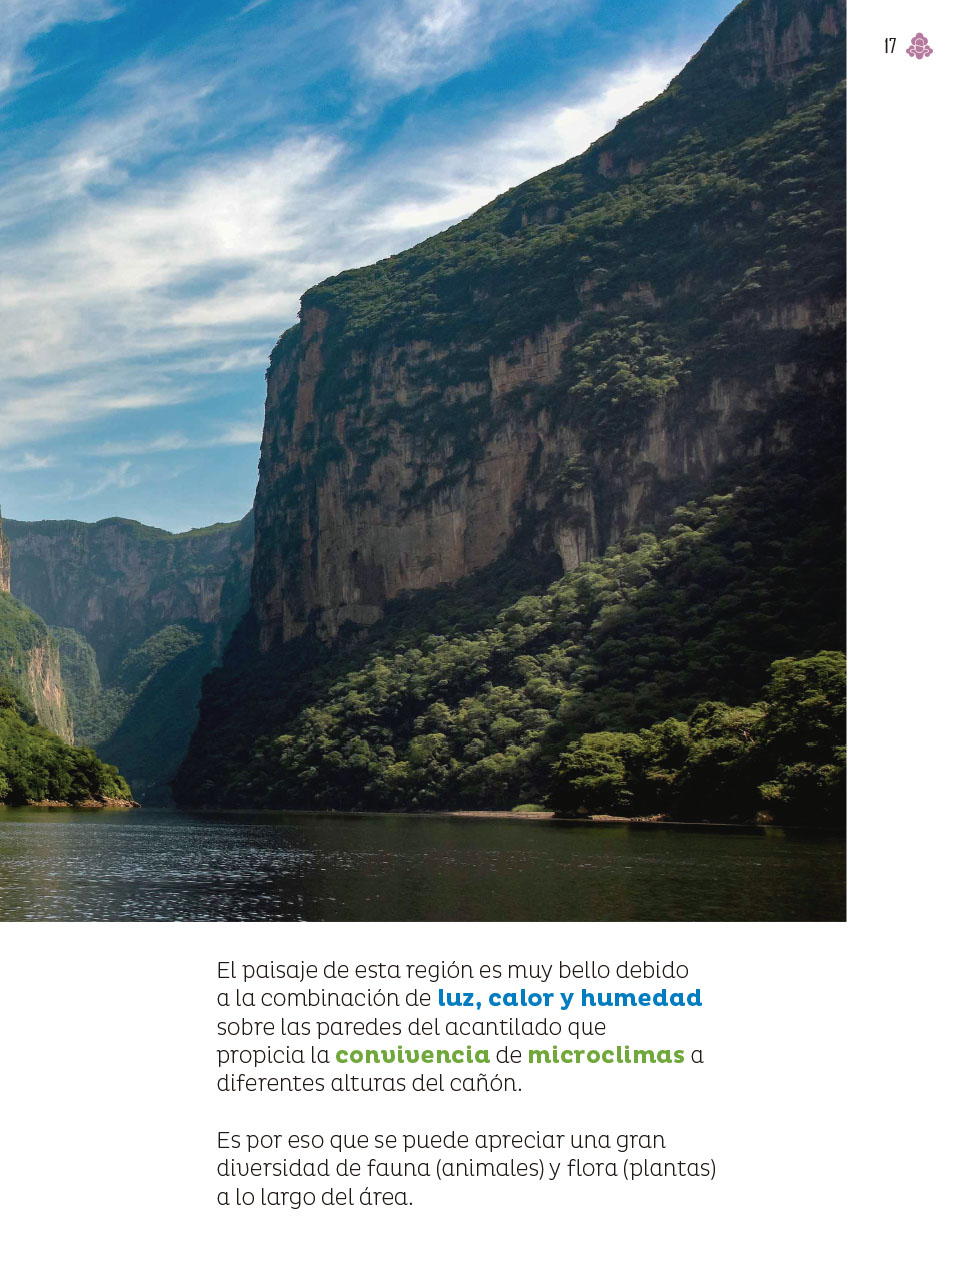 17
El paisaje de esta región es muy bello debido
a la combinación de luz, calor y humedad
sobre las paredes del acantilado que
propicia la convivencia de microclimas a
diferentes alturas del cañón.
Es por eso que se puede apreciar una gran
diversidad de fauna (animales) y flora (plantas)
a lo largo del área.